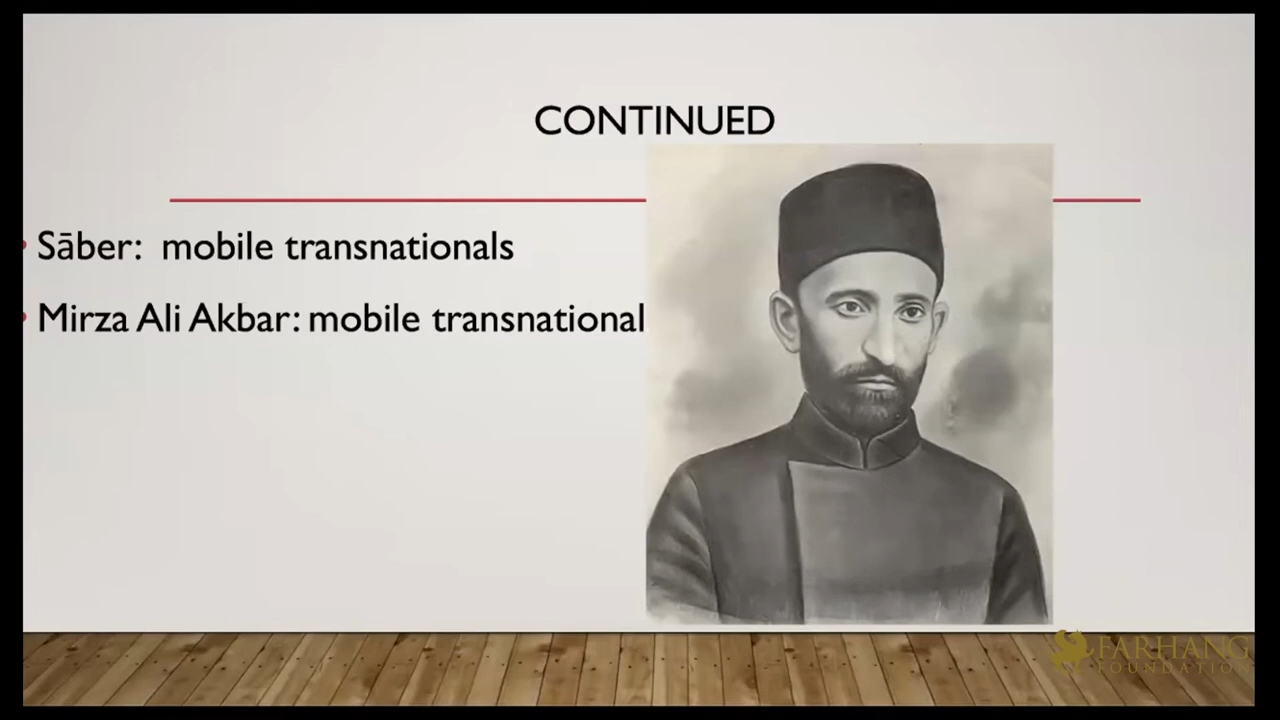 CONTINUED
• Sāber:  mobile transnationals
• Mirza Ali Akbar: mobile transnational
FARHANG
FOUNDATION